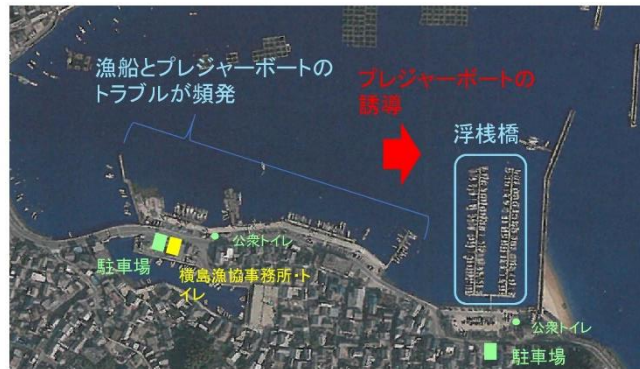 漁船とプレジャーボートの
トラブルが頻発
プレジャーボートの
誘導
浮桟橋
公衆トイレ
駐車場
横島漁協事務所・ト
イレ
公衆トイレ
駐車場